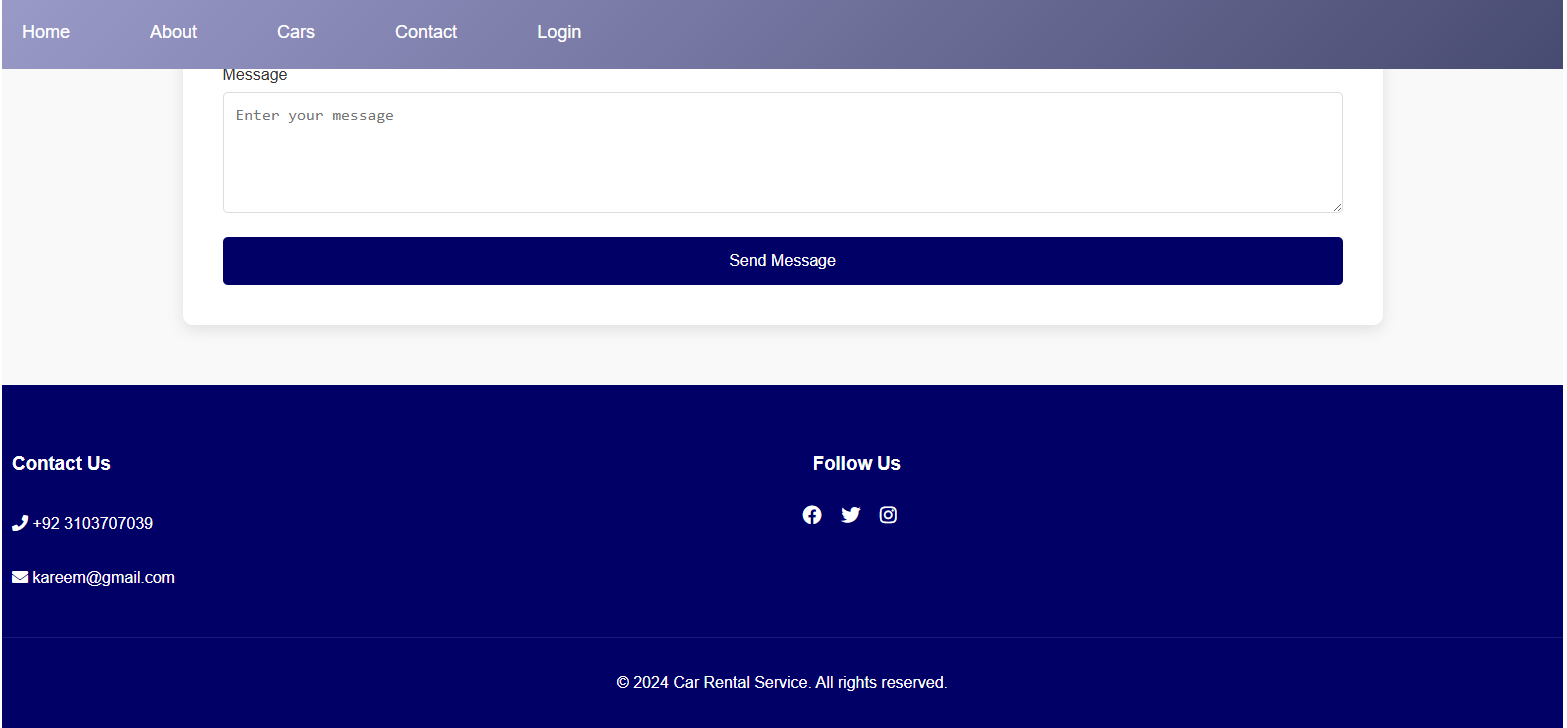 Home About Cars Contact Login
Message
Enter your message
Send Message
Contact Us Follow Us
+92 3103707039
kareem@gmail.com
© 2024 Car Rental Service. All rights reserved.